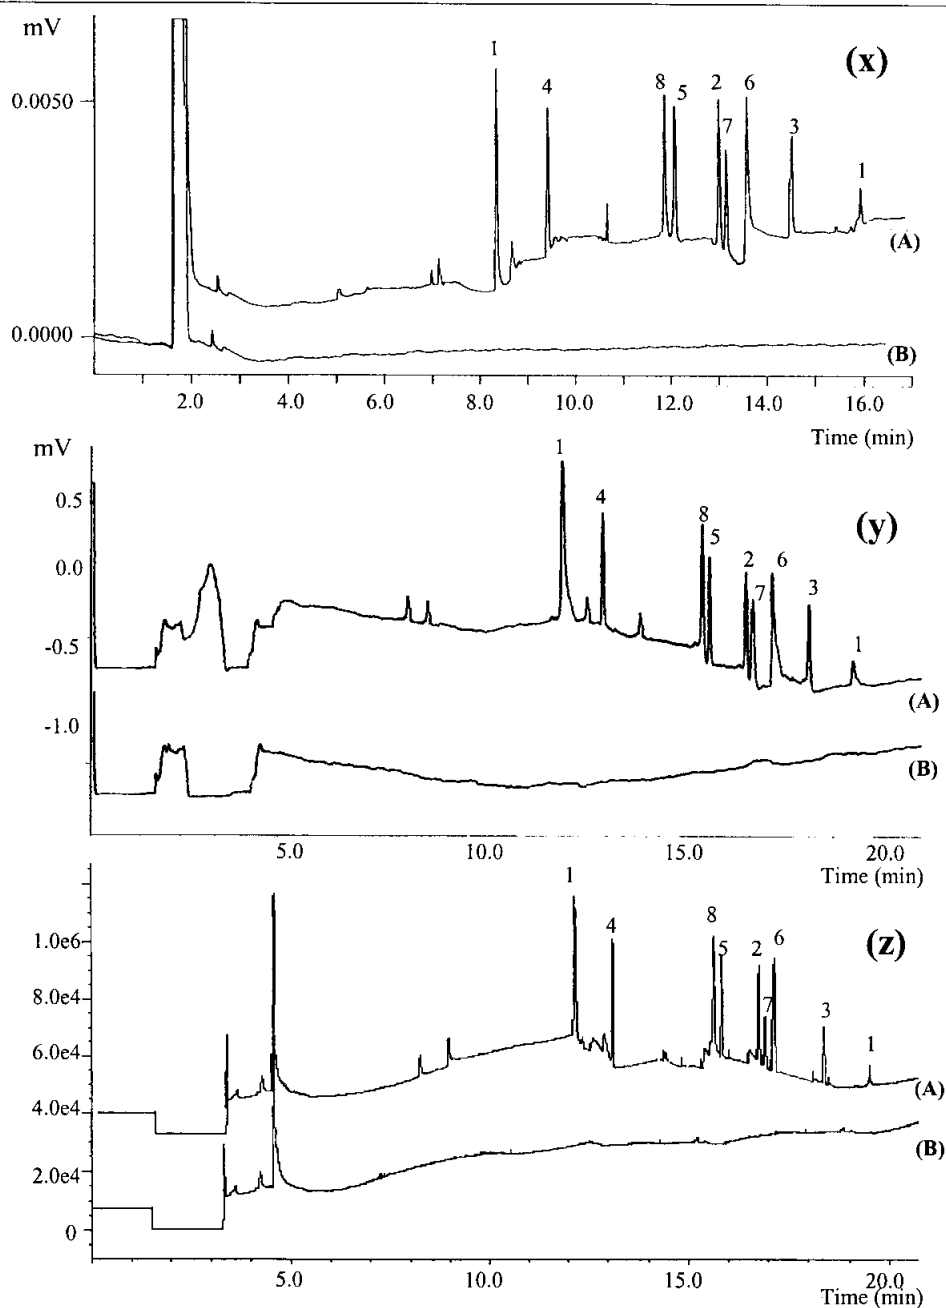 mV
(x)
1
4
8
5
2
7
6
3
1
0.0050
(A)
0.0000
(B)
2.0 4.0 6.0 8.0 10.0 12.0 14.0 16.0
Time (min)
mV
(y)
1
4
8
5
2
7
6
3
1
0.5
0.0
-0.5
-1.0
(A)
(B)
5.0 10.0 15.0 20.0
Time (min)
(z)
1
4
8
5
2
7
6
3
1
1.0e6
8.0e4
6.0e4
4.0e4
2.0e4
0
(A)
(B)
5.0 10.0 15.0 20.0
Time (min)